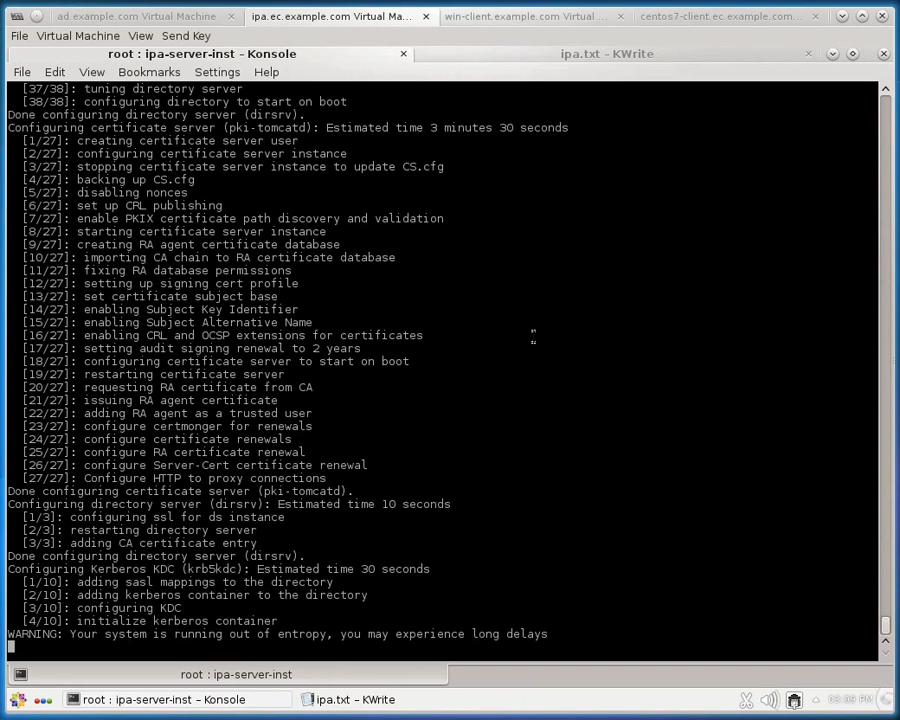 ad.example.com Virtual Machine
ipa.ec.example.com Virtual Ma...
win-client.example.com Virtual ...
centos7-client.ec.example.com...
File Virtual Machine View Send Key
root : ipa-server-inst – Konsole
ipa.txt – KWrite
File Edit View Bookmarks Settings Help
[37/38]: tuning directory server
[38/38]: configuring directory to start on boot
Done configuring directory server (dirsrv).
Configuring certificate server (pki-tomcatd): Estimated time 3 minutes 30 seconds
[1/27]: creating certificate server user
[2/27]: configuring certificate server instance
[3/27]: stopping certificate server instance to update CS.cfg
[4/27]: backing up CS.cfg
[5/27]: disabling nonces
[6/27]: set up CRL publishing
[7/27]: enable PKIX certificate path discovery and validation
[8/27]: starting certificate server instance
[9/27]: creating RA agent certificate database
[10/27]: importing CA chain to RA certificate database
[11/27]: fixing RA database permissions
[12/27]: setting up signing cert profile
[13/27]: set certificate subject base
[14/27]: enabling Subject Key Identifier
[15/27]: enabling Subject Alternative Name
[16/27]: enabling CRL and OCSP extensions for certificates
[17/27]: setting audit signing renewal to 2 years
[18/27]: configuring certificate server to start on boot
[19/27]: restarting certificate server
[20/27]: requesting RA certificate from CA
[21/27]: issuing RA agent certificate
[22/27]: adding RA agent as a trusted user
[23/27]: configure certmonger for renewals
[24/27]: configure certificate renewals
[25/27]: configure RA certificate renewal
[26/27]: configure Server-Cert certificate renewal
[27/27]: Configure HTTP to proxy connections
Done configuring certificate server (pki-tomcatd).
Configuring directory server (dirsrv): Estimated time 10 seconds
[1/3]: configuring ssl for ds instance
[2/3]: restarting directory server
[3/3]: adding CA certificate entry
Done configuring directory server (dirsrv).
Configuring Kerberos KDC (krb5kdc): Estimated time 30 seconds
[1/10]: adding sasl mappings to the directory
[2/10]: adding kerberos container to the directory
[3/10]: configuring KDC
[4/10]: initialize kerberos container
WARNING: Your system is running out of entropy, you may experience long delays
root : ipa-server-inst
root : ipa-server-inst – Konsole
ipa.txt – KWrite
03:09 PM